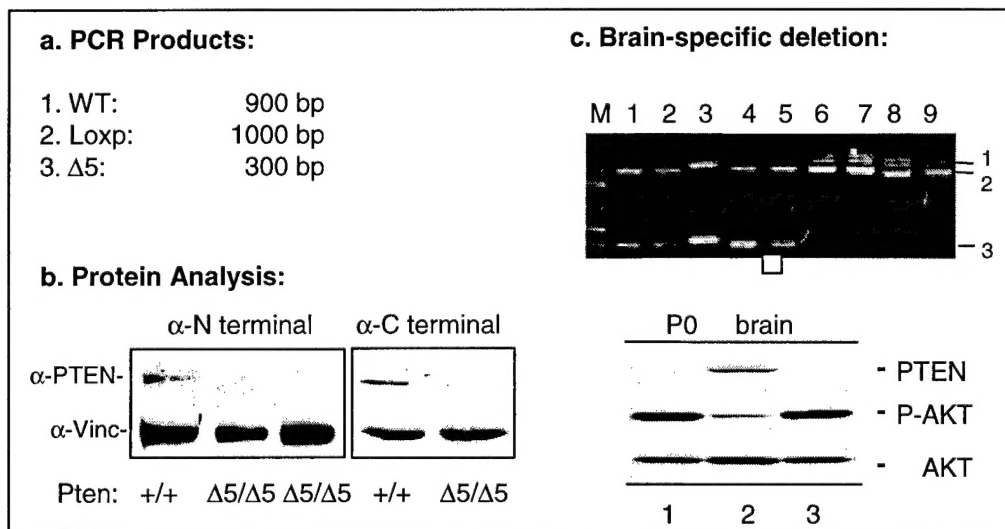 a. PCR Products:
1. WT: 900 bp
2. Loxp: 1000 bp
3. Δ5: 300 bp
b. Protein Analysis:
α-N terminal α-C terminal
α-PTEN-
α-Vinc-
Pten: +/+ Δ5/Δ5 Δ5/Δ5 +/+ Δ5/Δ5
c. Brain-specific deletion:
M 1 2 3 4 5 6 7 8 9
1
2
3
P0 brain
- PTEN
- P-AKT
- AKT
1 2 3